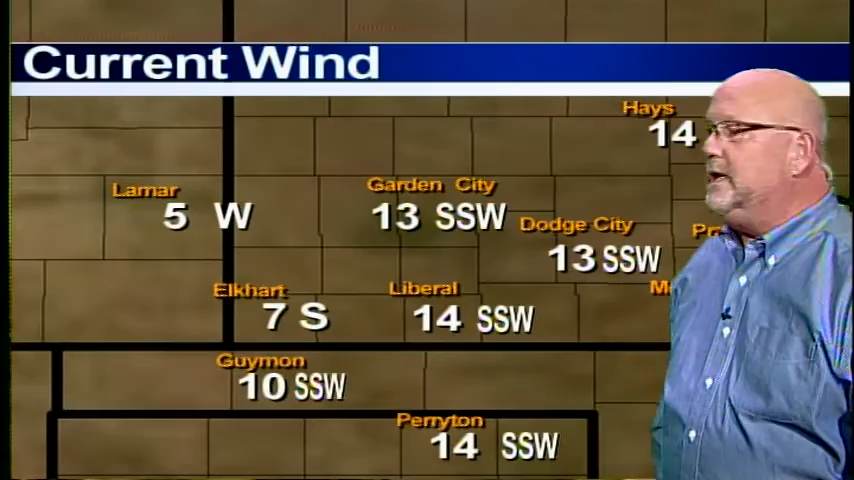 Current Wind
Hays
14
Lamar
5 W
Garden City
13 SSW
Dodge City
13 SSW
Elkhart
7 S
Liberal
14 SSW
Guymon
10 SSW
Perryton
14 SSW